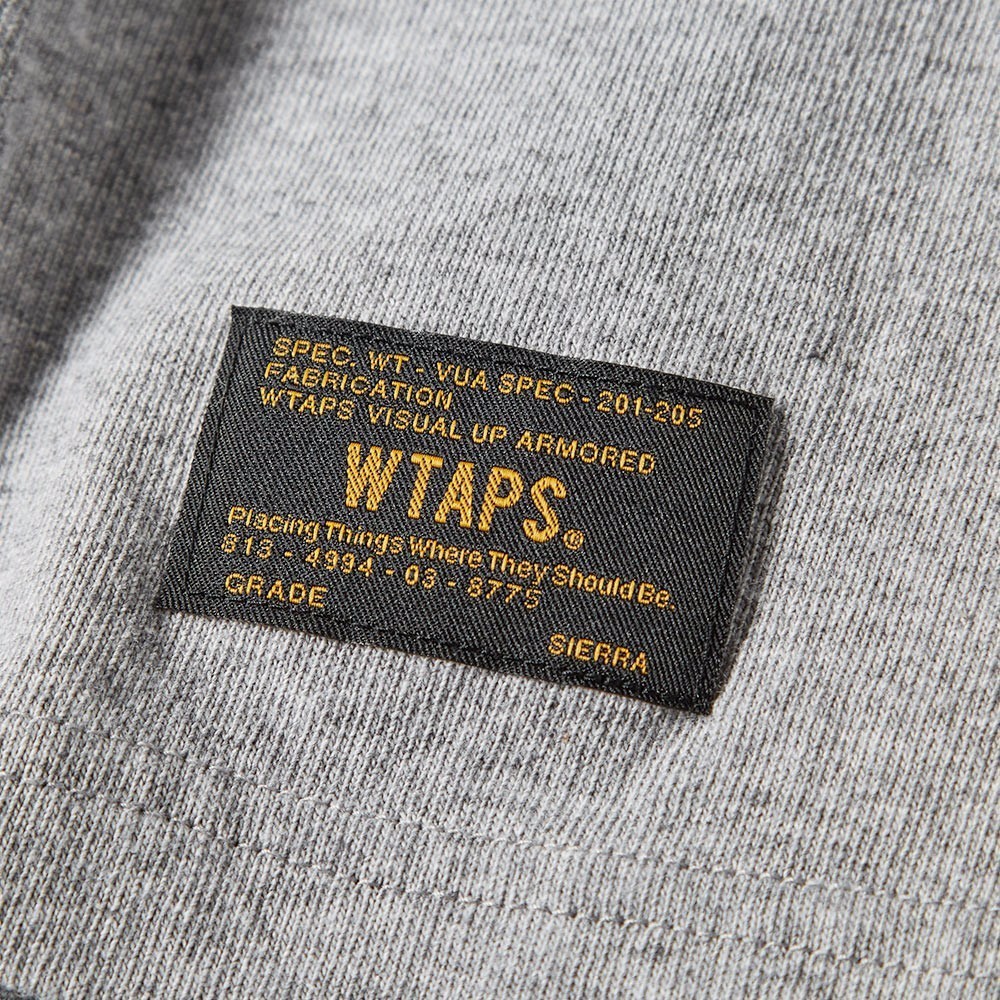 SPEC. WT - VUA SPEC - 201-205
FABRICATION
WTAPS VISUAL UP ARMORED
WTAPS®
Placing Things Where They Should Be.
813 - 4994 - 03 - 3775
GRADE
SIERRA